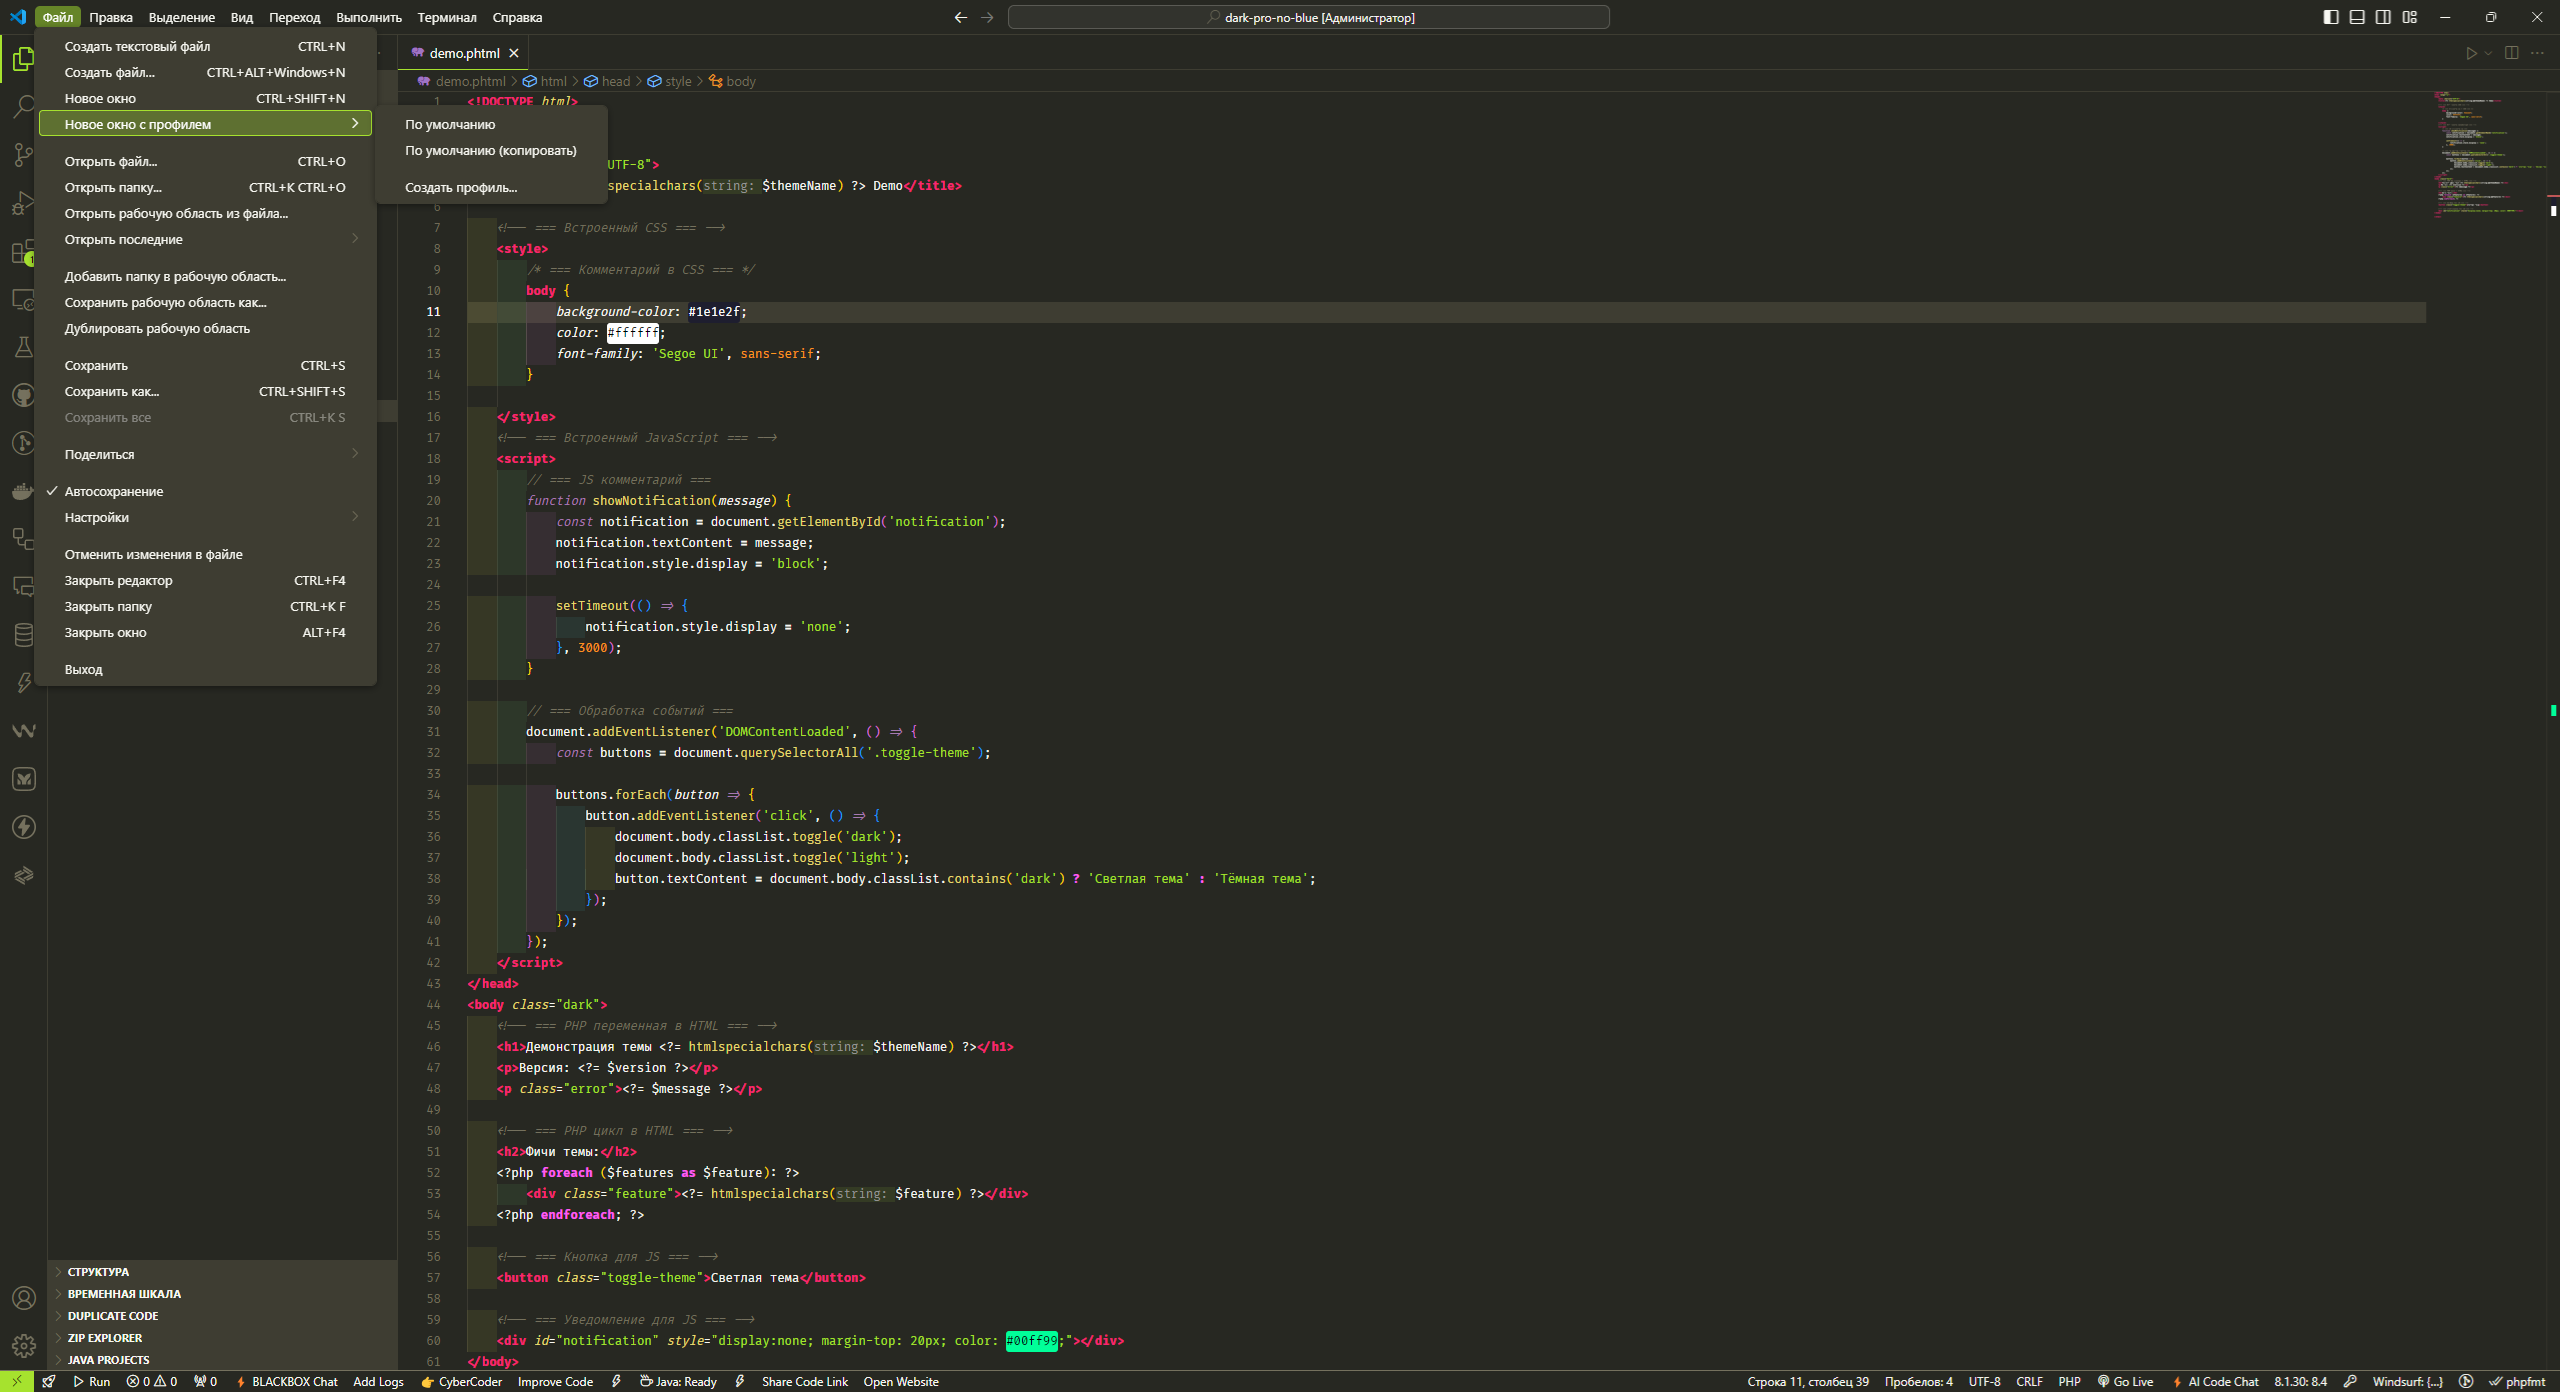 Файл Правка Выделение Вид Переход Выполнить Терминал Справка
dark-pro-no-blue [Администратор]
Создать текстовый файл CTRL+N
Создать файл... CTRL+ALT+Windows+N
Новое окно CTRL+SHIFT+N
Новое окно с профилем
Открыть файл... CTRL+O
Открыть папку... CTRL+K CTRL+O
Открыть рабочую область из файла...
Открыть последние
Добавить папку в рабочую область...
Сохранить рабочую область как...
Дублировать рабочую область
Сохранить CTRL+S
Сохранить как... CTRL+SHIFT+S
Сохранить все CTRL+K S
Поделиться
Автосохранение
Настройки
Отменить изменения в файле
Закрыть редактор CTRL+F4
Закрыть папку CTRL+K F
Закрыть окно ALT+F4
Выход
По умолчанию
По умолчанию (копировать)
Создать профиль...
СТРУКТУРА
ВРЕМЕННАЯ ШКАЛА
DUPLICATE CODE
ZIP EXPLORER
JAVA PROJECTS
demo.phtml
demo.phtml > html > head > style > body
1 <!DOCTYPE html>
UTF-8">
specialchars(string: $themeName) ?> Demo</title>
6
7 <!-- === Встроенный CSS === -->
8 <style>
9 /* === Комментарий в CSS === */
10 body {
11 background-color: #1e1e2f;
12 color: #ffffff;
13 font-family: 'Segoe UI', sans-serif;
14 }
15
16 </style>
17 <!-- === Встроенный JavaScript === -->
18 <script>
19 // === JS комментарий ===
20 function showNotification(message) {
21 const notification = document.getElementById('notification');
22 notification.textContent = message;
23 notification.style.display = 'block';
24
25 setTimeout(() => {
26 notification.style.display = 'none';
27 }, 3000);
28 }
29
30 // === Обработка событий ===
31 document.addEventListener('DOMContentLoaded', () => {
32 const buttons = document.querySelectorAll('.toggle-theme');
33
34 buttons.forEach(button => {
35 button.addEventListener('click', () => {
36 document.body.classList.toggle('dark');
37 document.body.classList.toggle('light');
38 button.textContent = document.body.classList.contains('dark') ? 'Светлая тема' : 'Тёмная тема';
39 });
40 });
41 });
42 </script>
43 </head>
44 <body class="dark">
45 <!-- === PHP переменная в HTML === -->
46 <h1>Демонстрация темы <?= htmlspecialchars(string: $themeName) ?></h1>
47 <p>Версия: <?= $version ?></p>
48 <p class="error"><?= $message ?></p>
49
50 <!-- === PHP цикл в HTML === -->
51 <h2>Фичи темы:</h2>
52 <?php foreach ($features as $feature): ?>
53 <div class="feature"><?= htmlspecialchars(string: $feature) ?></div>
54 <?php endforeach; ?>
55
56 <!-- === Кнопка для JS === -->
57 <button class="toggle-theme">Светлая тема</button>
58
59 <!-- === Уведомление для JS === -->
60 <div id="notification" style="display:none; margin-top: 20px; color: #00ff99;"></div>
61 </body>
Run 0 0 0 BLACKBOX Chat Add Logs CyberCoder Improve Code Java: Ready Share Code Link Open Website
Строка 11, столбец 39 Пробелов: 4 UTF-8 CRLF PHP Go Live AI Code Chat 8.1.30: 8.4 Windsurf: {...} phpfmt